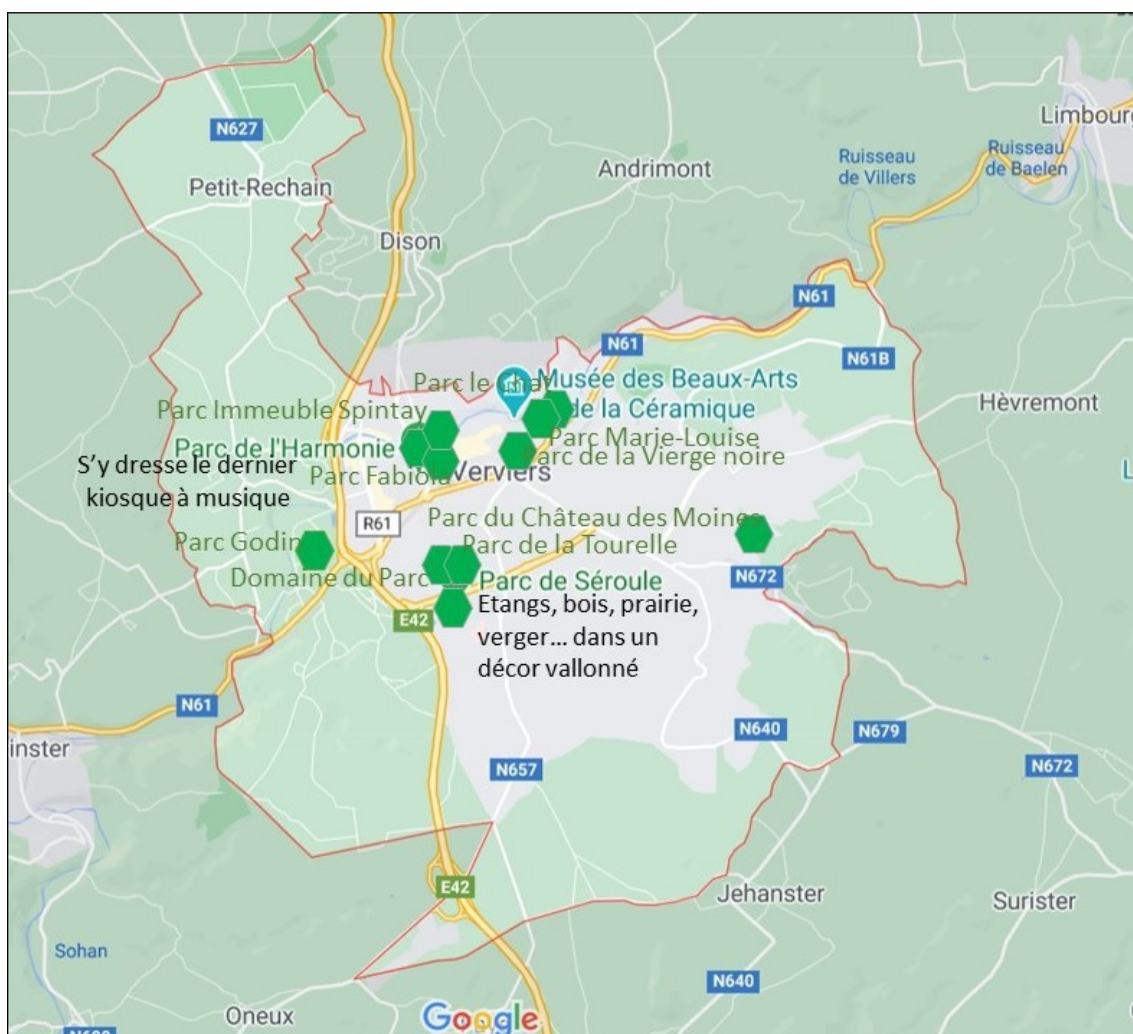 Limbourg
N627
Ruisseau
de Villers
Ruisseau
de Baelen
Andrimont
Petit-Rechain
Dison
N61
N61
N61B
Parc le Chat
Musée des Beaux-Arts
de la Céramique
Hèvremont
Parc Immeuble Spintay
Parc de l'Harmonie
Parc Marie-Louise
Parc de la Vierge noire
S'y dresse le dernier
kiosque à musique
Parc Fabiola
Verviers
R61
Parc du Château des Moines
Parc Godin
Parc de la Tourelle
Domaine du Parc
Parc de Séroule
N672
E42
Etangs, bois, prairie,
verger... dans un
décor vallonné
N61
inster
N640
N679
N657
N672
E42
Jehanster
Surister
Sohan
N640
Oneux
Google